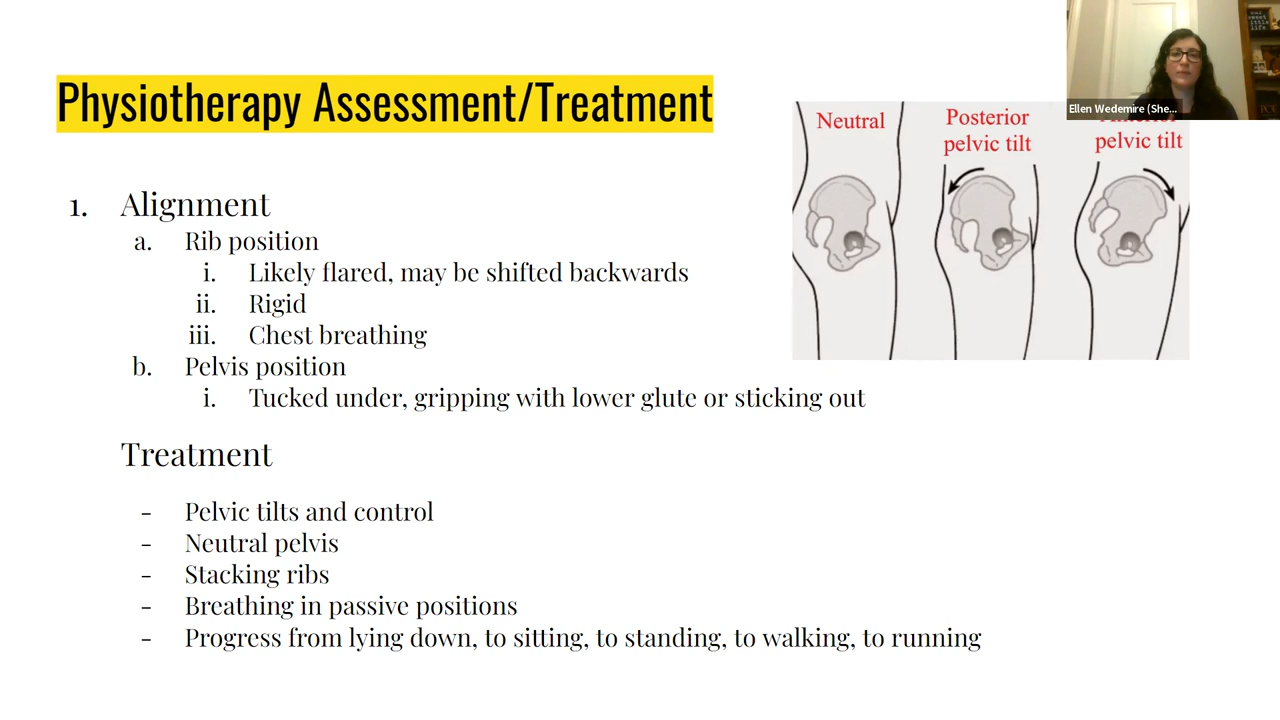 Physiotherapy Assessment/Treatment
1. Alignment
a. Rib position
i. Likely flared, may be shifted backwards
ii. Rigid
iii. Chest breathing
b. Pelvis position
i. Tucked under, gripping with lower glute or sticking out
Treatment
- Pelvic tilts and control
- Neutral pelvis
- Stacking ribs
- Breathing in passive positions
- Progress from lying down, to sitting, to standing, to walking, to running
Neutral
Posterior
pelvic tilt
pelvic tilt
Ellen Wedemire (She...